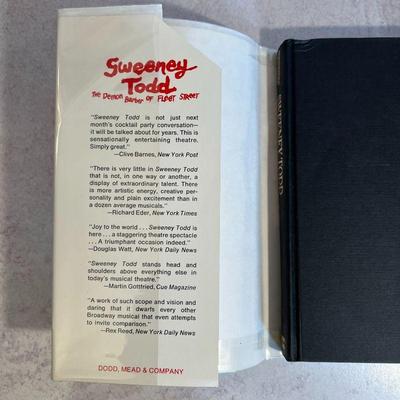 Sweeney
Todd
The Demon Barber of Fleet Street
"Sweeney Todd is not just next
month's cocktail party conversation—
it will be talked about for years. This is
sensationally entertaining theatre.
Simply great."
—Clive Barnes, New York Post
"There is very little in Sweeney Todd
that is not, in one way or another, a
display of extraordinary talent. There
is more artistic energy, creative per-
sonality and plain excitement than in
a dozen average musicals."
—Richard Eder, New York Times
"Joy to the world . . . Sweeney Todd is
here . . . a staggering theatre spectacle
. . . A triumphant occasion indeed."
—Douglas Watt, New York Daily News
"Sweeney Todd stands head and
shoulders above everything else in
today's musical theatre."
—Martin Gottfried, Cue Magazine
"A work of such scope and vision and
daring that it dwarfs every other
Broadway musical that even attempts
to invite comparison."
—Rex Reed, New York Daily News
DODD, MEAD & COMPANY
SWEENEY TODD